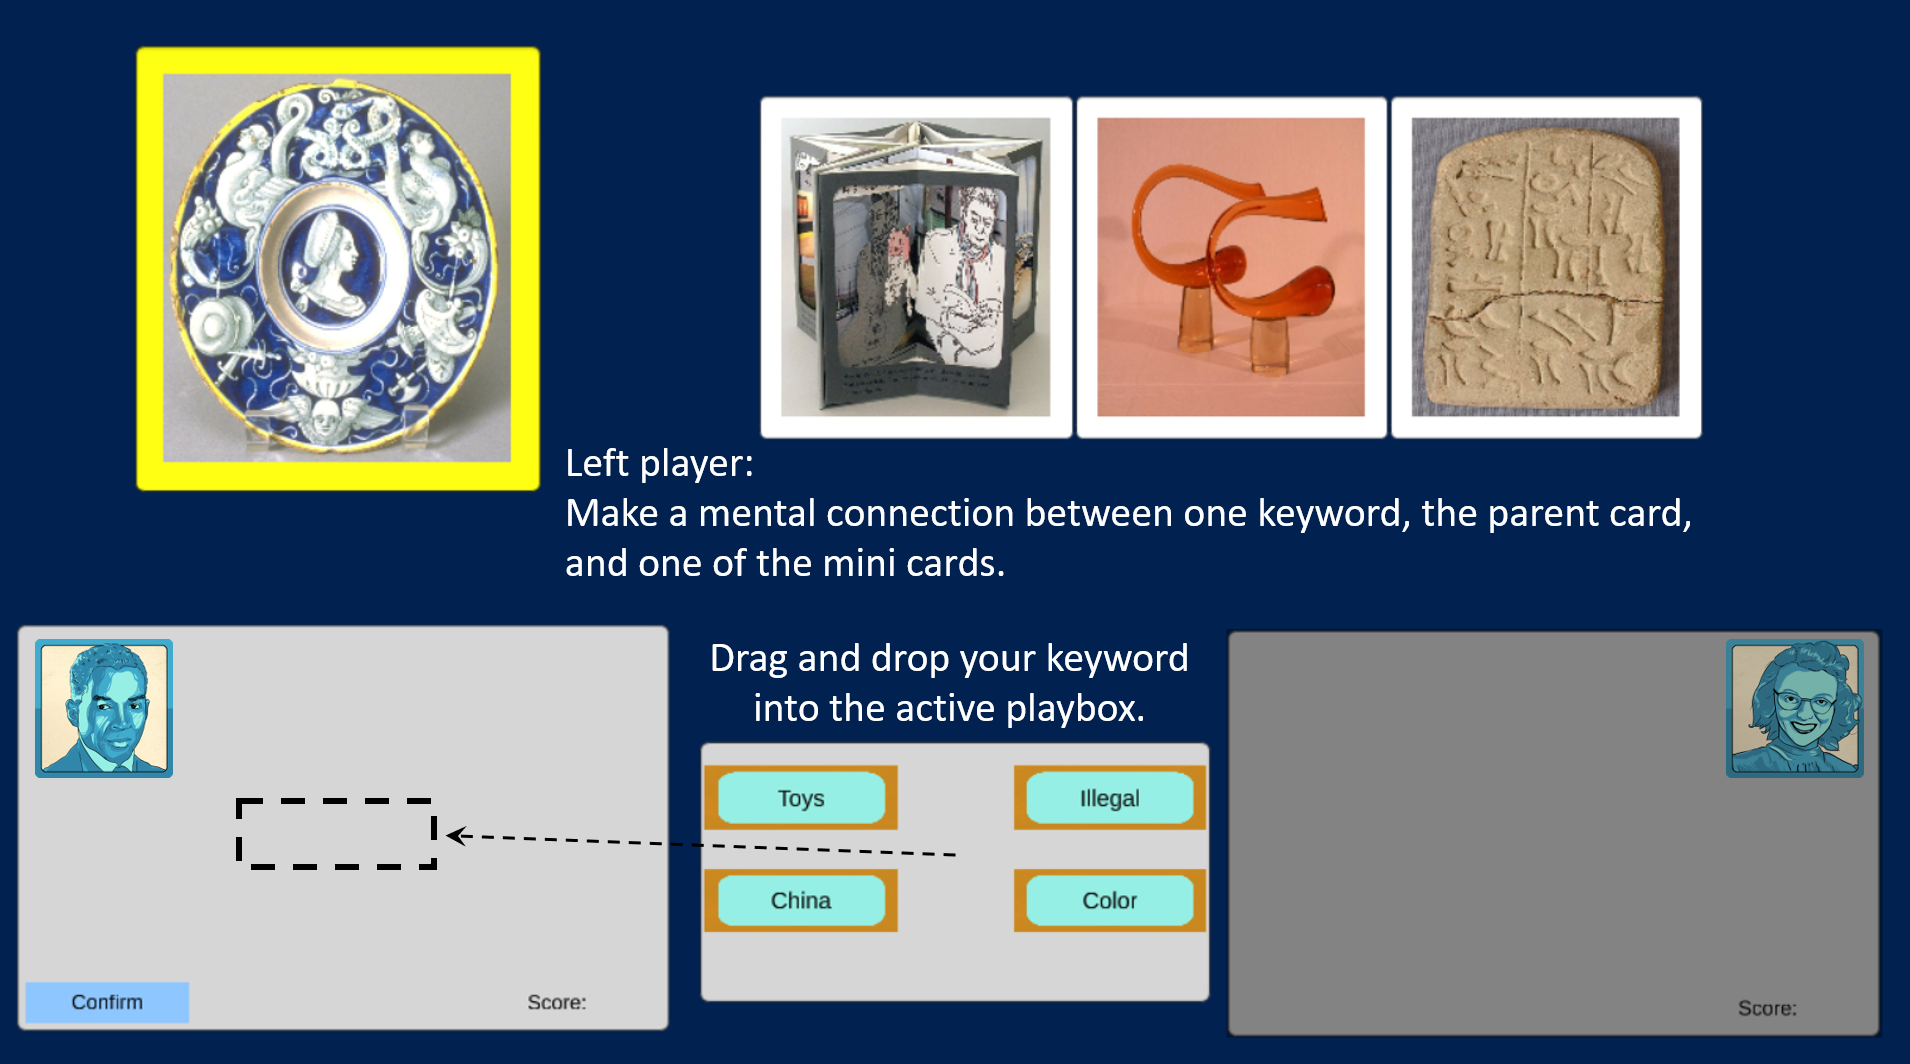 Left player:
Make a mental connection between one keyword, the parent card,
and one of the mini cards.
Drag and drop your keyword
into the active playbox.
Toys
Illegal
China
Color
Confirm
Score:
Score: